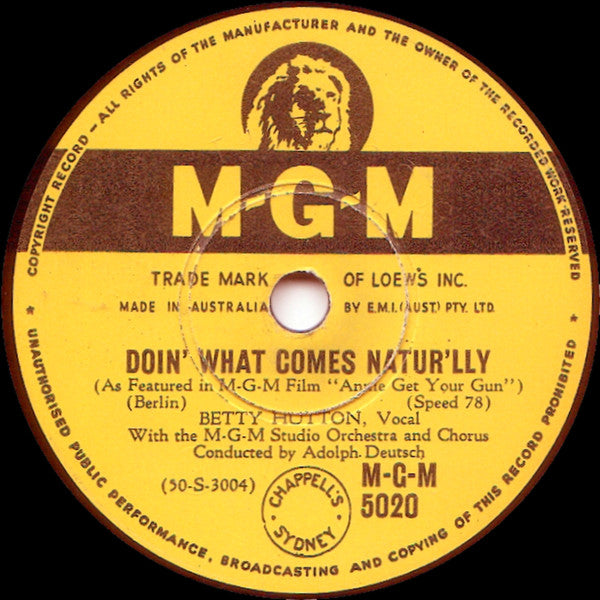 COPYRIGHT RECORD — ALL RIGHTS OF THE MANUFACTURER AND THE OWNER OF THE RECORDED WORK RESERVED
M-G-M
TRADE MARK OF LOEW'S INC.
MADE IN AUSTRALIA BY E.M.I.(AUST.) PTY. LTD.
DOIN' WHAT COMES NATUR'LLY
(As Featured in M-G-M Film "Annie Get Your Gun")
(Berlin) (Speed 78)
BETTY HUTTON, Vocal
With the M-G-M Studio Orchestra and Chorus
Conducted by Adolph Deutsch
(50-S-3004)
CHAPPELL'S
SYDNEY
M-G-M
5020
* UNAUTHORISED PUBLIC PERFORMANCE, BROADCASTING AND COPYING OF THIS RECORD PROHIBITED *